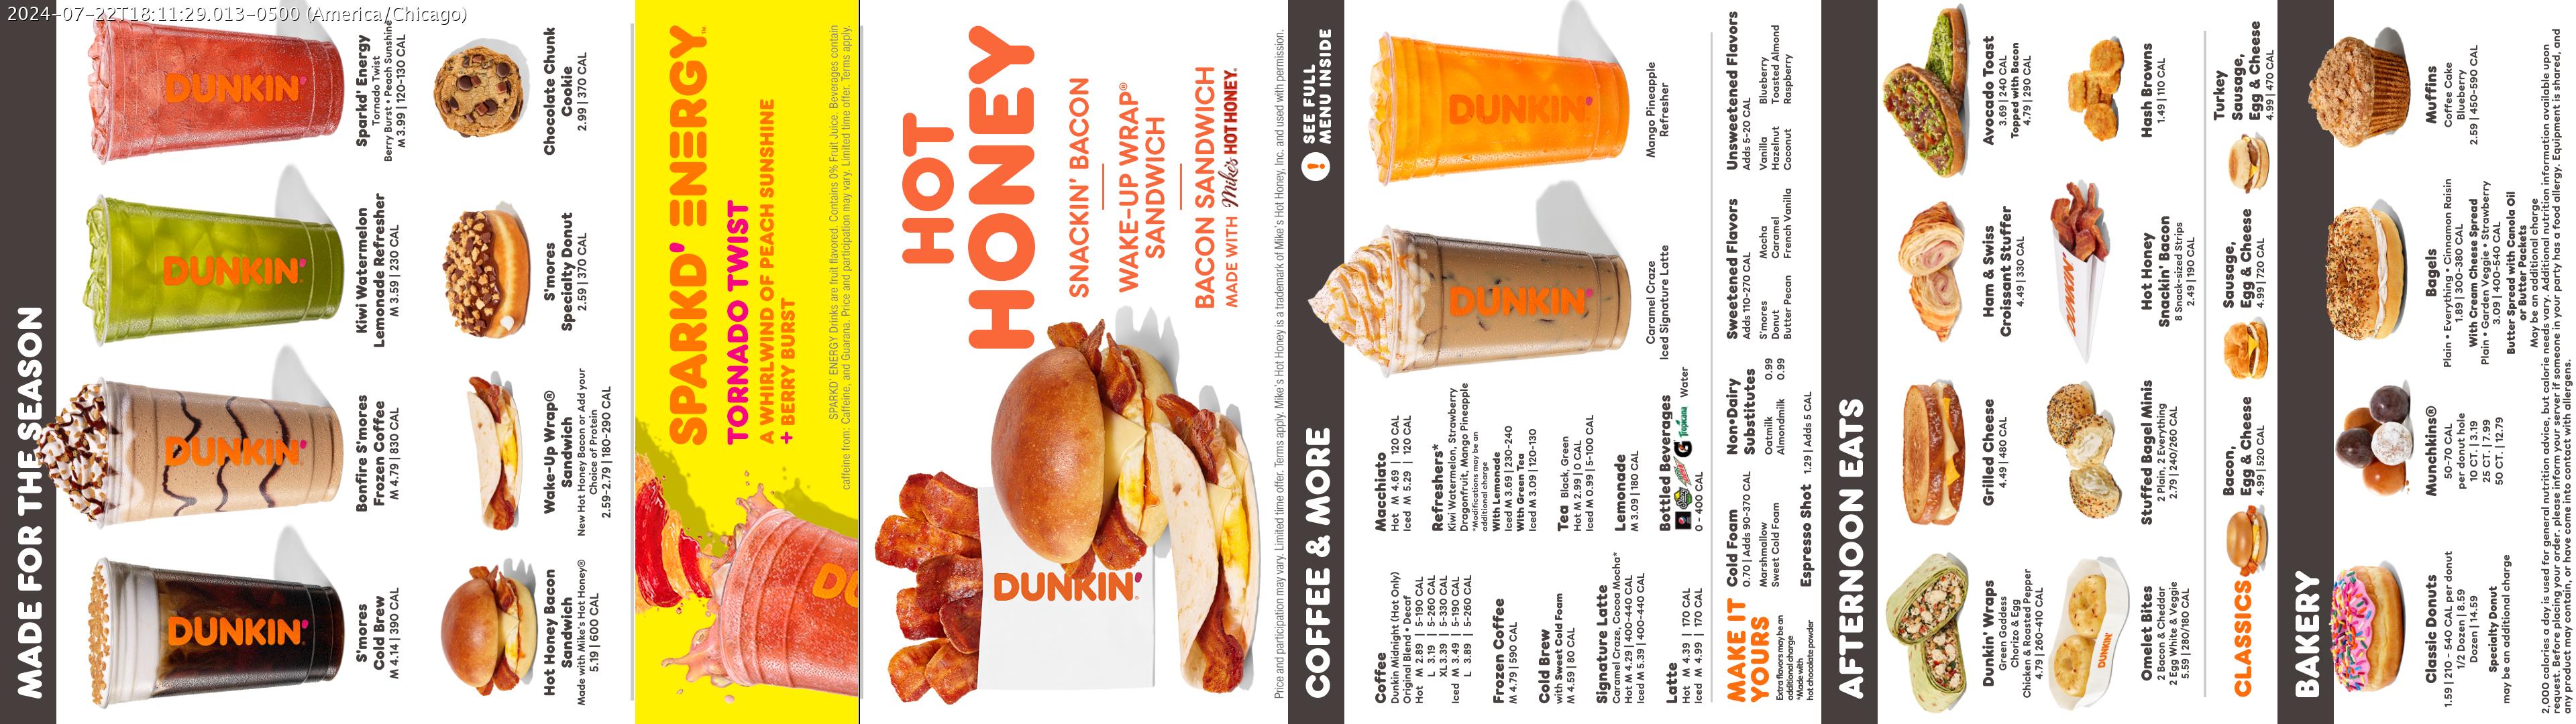 2024-07-22T18:11:29.013-0500 (America/Chicago)
MADE FOR THE SEASON
DUNKIN'
S'mores
Cold Brew
M 4.14 | 390 CAL
DUNKIN'
Bonfire S'mores
Frozen Coffee
M 4.79 | 830 CAL
DUNKIN'
Kiwi Watermelon
Lemonade Refresher
M 3.59 | 230 CAL
DUNKIN'
Sparkd' Energy
Tornado Twist
Berry Burst • Peach Sunshine
M 3.99 | 120-130 CAL
Hot Honey Bacon
Sandwich
Made with Mike's Hot Honey®
5.19 | 600 CAL
Wake-Up Wrap®
Sandwich
New Hot Honey Bacon or Add your
Choice of Protein
2.59-2.79 | 180-290 CAL
S'mores
Specialty Donut
2.59 | 370 CAL
Chocolate Chunk
Cookie
2.99 | 370 CAL
SPARKD' ENERGY™
TORNADO TWIST
A WHIRLWIND OF PEACH SUNSHINE
+ BERRY BURST
SPARKD' ENERGY Drinks are fruit flavored. Contains 0% Fruit Juice. Beverages contain
caffeine from: Caffeine, and Guarana. Price and participation may vary. Limited time offer. Terms apply.
HOT
HONEY
SNACKIN' BACON
WAKE-UP WRAP®
SANDWICH
BACON SANDWICH
MADE WITH Mike's HOT HONEY.
DUNKIN'
Price and participation may vary. Limited time offer. Terms apply. Mike's Hot Honey is a trademark of Mike's Hot Honey, Inc. and used with permission.
COFFEE & MORE
! SEE FULL
MENU INSIDE
Coffee
Dunkin Midnight (Hot Only)
Original Blend • Decaf
Hot M 2.89 | 5-190 CAL
L 3.19 | 5-260 CAL
XL 3.39 | 5-330 CAL
Iced M 3.49 | 5-190 CAL
L 3.89 | 5-260 CAL
Frozen Coffee
M 4.79 | 590 CAL
Cold Brew
with Sweet Cold Foam
M 4.59 | 80 CAL
Signature Latte
Caramel Craze, Cocoa Mocha*
Hot M 4.29 | 400-440 CAL
Iced M 5.39 | 400-440 CAL
Latte
Hot M 4.39 | 170 CAL
Iced M 4.99 | 170 CAL
Macchiato
Hot M 4.69 | 120 CAL
Iced M 5.29 | 120 CAL
Refreshers*
Kiwi Watermelon, Strawberry
Dragonfruit, Mango Pineapple
*Modifications may be an
additional charge
With Lemonade
Iced M 3.69 | 230-240
With Green Tea
Iced M 3.09 | 120-130
Tea Black, Green
Hot M 2.99 | 0 CAL
Iced M 0.99 | 5-100 CAL
Lemonade
M 3.09 | 180 CAL
Bottled Beverages
G Tropicana Water
0 - 400 CAL
DUNKIN'
Caramel Craze
Iced Signature Latte
DUNKIN'
Mango Pineapple
Refresher
MAKE IT
YOURS
Extra flavors may be an
additional charge
*Made with
hot chocolate powder
Cold Foam
0.70 | Adds 90-370 CAL
Marshmallow
Sweet Cold Foam
Espresso Shot 1.29 | Adds 5 CAL
Non-Dairy
Substitutes
Oatmilk 0.99
Almondmilk 0.99
Sweetened Flavors
Adds 110-270 CAL
S'mores Mocha
Donut Caramel
Butter Pecan French Vanilla
Unsweetened Flavors
Adds 5-20 CAL
Vanilla Blueberry
Hazelnut Toasted Almond
Coconut Raspberry
AFTERNOON EATS
Dunkin' Wraps
Green Goddess
Chorizo & Egg
Chicken & Roasted Pepper
4.79 | 260-410 CAL
Grilled Cheese
4.49 | 480 CAL
Ham & Swiss
Croissant Stuffer
4.49 | 330 CAL
Avocado Toast
3.69 | 240 CAL
Topped with Bacon
4.79 | 290 CAL
DUNKIN'
Omelet Bites
2 Bacon & Cheddar
2 Egg White & Veggie
5.59 | 280/180 CAL
Stuffed Bagel Minis
2 Plain, 2 Everything
2.79 | 240/260 CAL
DUNKIN'
Hot Honey
Snackin' Bacon
8 Snack-sized Strips
2.49 | 190 CAL
Hash Browns
1.49 | 110 CAL
CLASSICS
Bacon,
Egg & Cheese
4.99 | 520 CAL
Sausage,
Egg & Cheese
4.99 | 720 CAL
Turkey
Sausage,
Egg & Cheese
4.99 | 470 CAL
BAKERY
Classic Donuts
1.59 | 210 - 540 CAL per donut
1/2 Dozen | 8.59
Dozen | 14.59
Specialty Donut
may be an additional charge
Munchkins®
50-70 CAL
per donut hole
10 CT. | 3.19
25 CT. | 7.99
50 CT. | 12.79
Bagels
Plain • Everything • Cinnamon Raisin
1.89 | 300-380 CAL
With Cream Cheese Spread
Plain • Garden Veggie • Strawberry
3.09 | 400-540 CAL
Butter Spread with Canola Oil
or Butter Packets
May be an additional charge
Muffins
Coffee Cake
Blueberry
2.59 | 450-590 CAL
2,000 calories a day is used for general nutrition advice, but calorie needs vary. Additional nutrition information available upon
request. Before placing your order, please inform your server if someone in your party has a food allergy. Equipment is shared, and
any product may contain, or have come into contact with allergens.